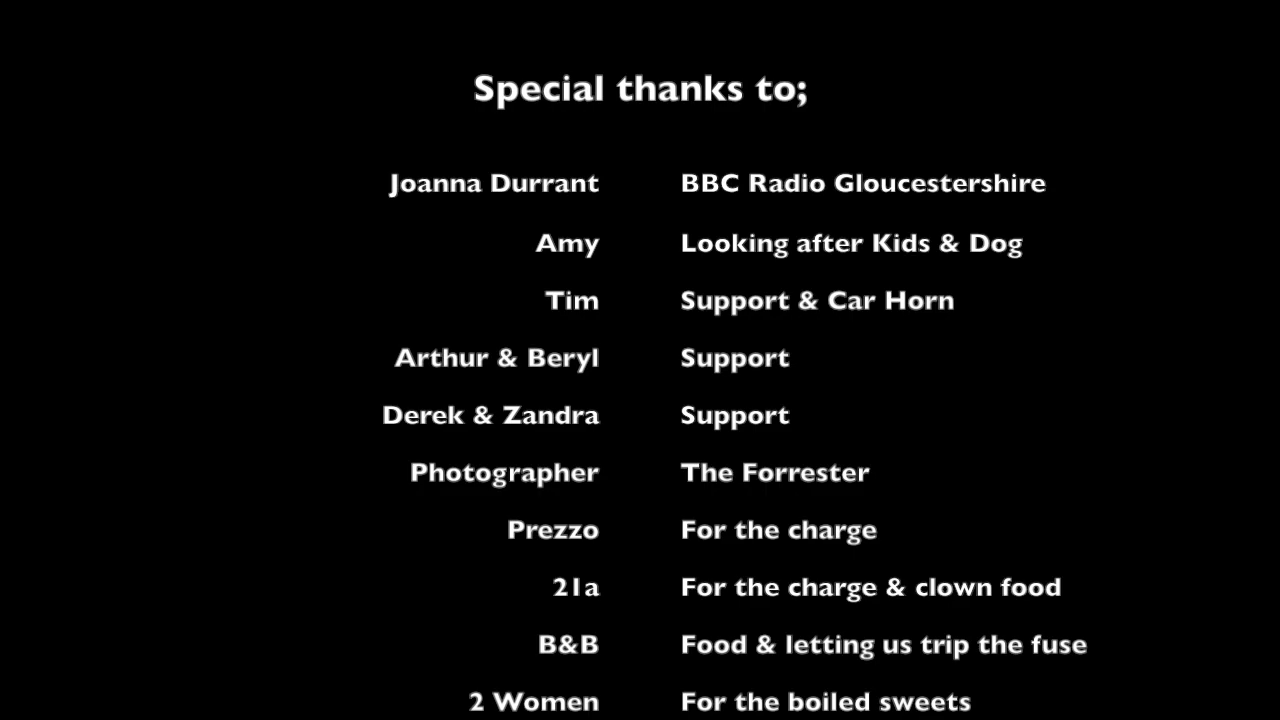 Special thanks to;
Joanna Durrant BBC Radio Gloucestershire
Amy Looking after Kids & Dog
Tim Support & Car Horn
Arthur & Beryl Support
Derek & Zandra Support
Photographer The Forrester
Prezzo For the charge
21a For the charge & clown food
B&B Food & letting us trip the fuse
2 Women For the boiled sweets